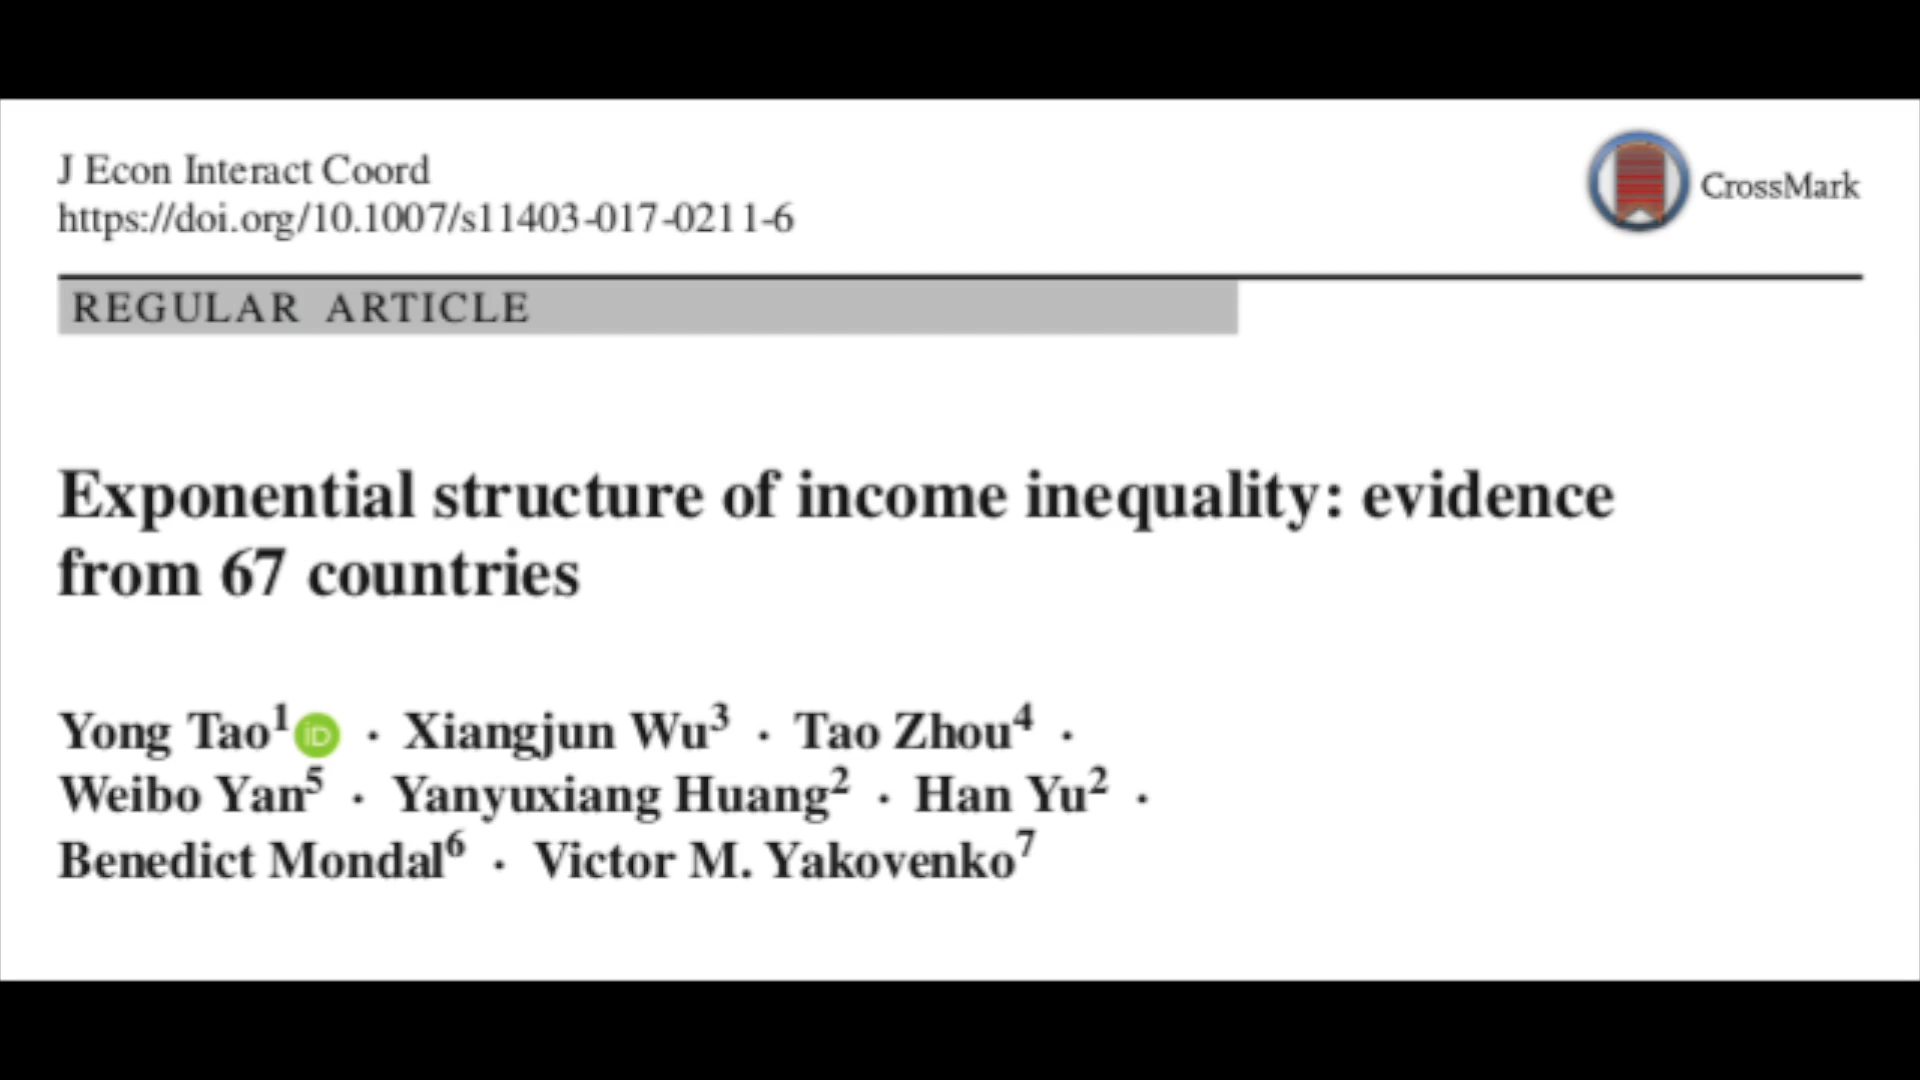 J Econ Interact Coord
https://doi.org/10.1007/s11403-017-0211-6
CrossMark
REGULAR ARTICLE
Exponential structure of income inequality: evidence
from 67 countries
Yong Tao1 iD · Xiangjun Wu3 · Tao Zhou4 ·
Weibo Yan5 · Yanyuxiang Huang2 · Han Yu2 ·
Benedict Mondal6 · Victor M. Yakovenko7